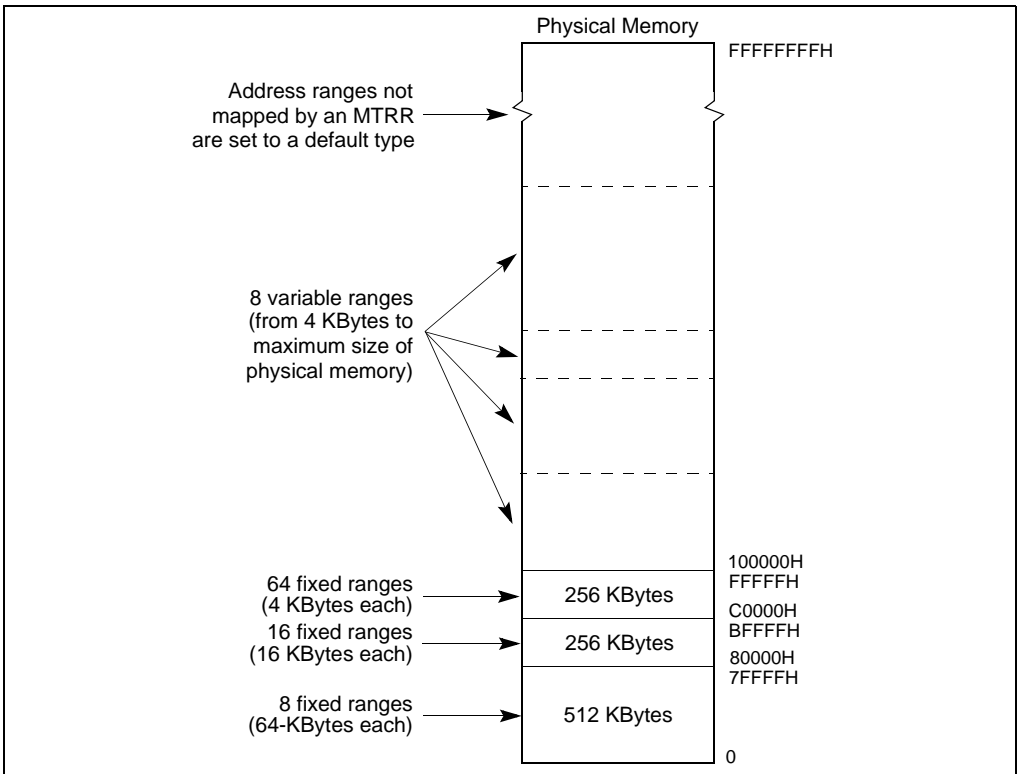 Physical Memory
FFFFFFFFH
Address ranges not
mapped by an MTRR
are set to a default type
8 variable ranges
(from 4 KBytes to
maximum size of
physical memory)
100000H
FFFFFH
64 fixed ranges
(4 KBytes each)
256 KBytes
C0000H
BFFFFH
16 fixed ranges
(16 KBytes each)
256 KBytes
80000H
7FFFFH
8 fixed ranges
(64-KBytes each)
512 KBytes
0